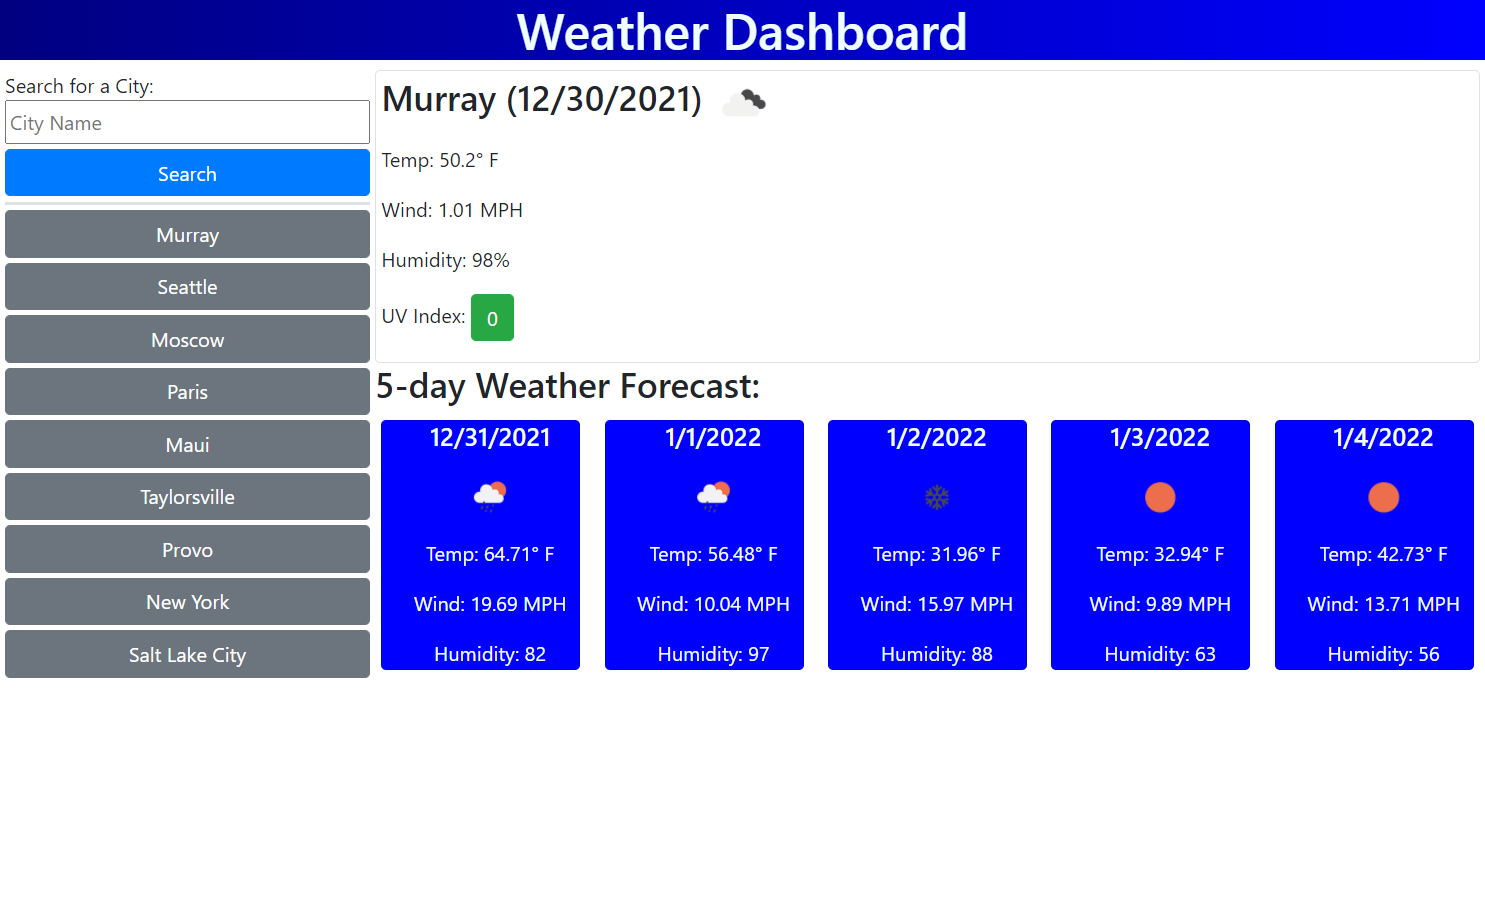 Weather Dashboard
Search for a City:
City Name
Search
Murray
Seattle
Moscow
Paris
Maui
Taylorsville
Provo
New York
Salt Lake City
Murray (12/30/2021)
Temp: 50.2° F
Wind: 1.01 MPH
Humidity: 98%
UV Index: 0
5-day Weather Forecast:
12/31/2021
Temp: 64.71° F
Wind: 19.69 MPH
Humidity: 82
1/1/2022
Temp: 56.48° F
Wind: 10.04 MPH
Humidity: 97
1/2/2022
Temp: 31.96° F
Wind: 15.97 MPH
Humidity: 88
1/3/2022
Temp: 32.94° F
Wind: 9.89 MPH
Humidity: 63
1/4/2022
Temp: 42.73° F
Wind: 13.71 MPH
Humidity: 56